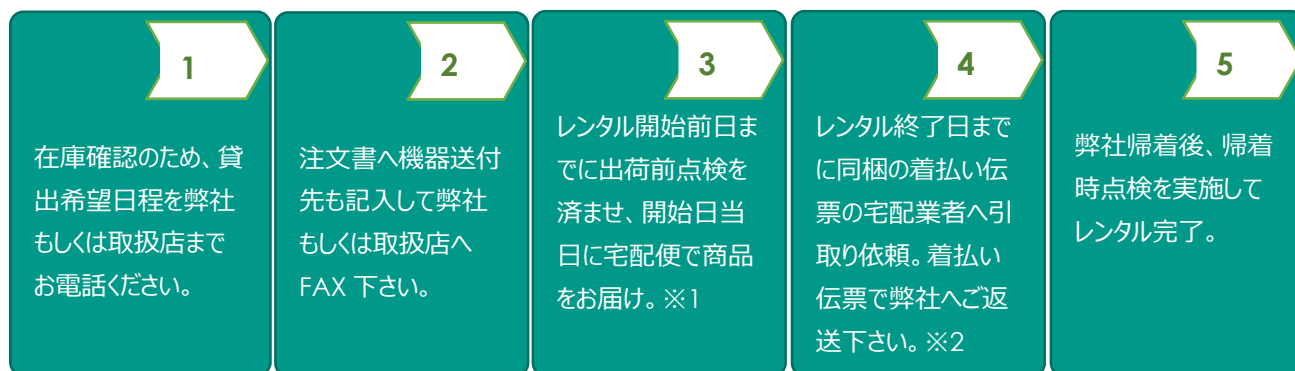 1
在庫確認のため、貸
出希望日程を弊社
もしくは取扱店まで
お電話ください。
2
注文書へ機器送付
先も記入して弊社
もしくは取扱店へ
FAX 下さい。
3
レンタル開始前日ま
でに出荷前点検を
済ませ、開始日当
日に宅配便で商品
をお届け。※1
4
レンタル終了日まで
に同梱の着払い伝
票の宅配業者へ引
取り依頼。着払い
伝票で弊社へご返
送下さい。※2
5
弊社帰着後、帰着
時点検を実施して
レンタル完了。